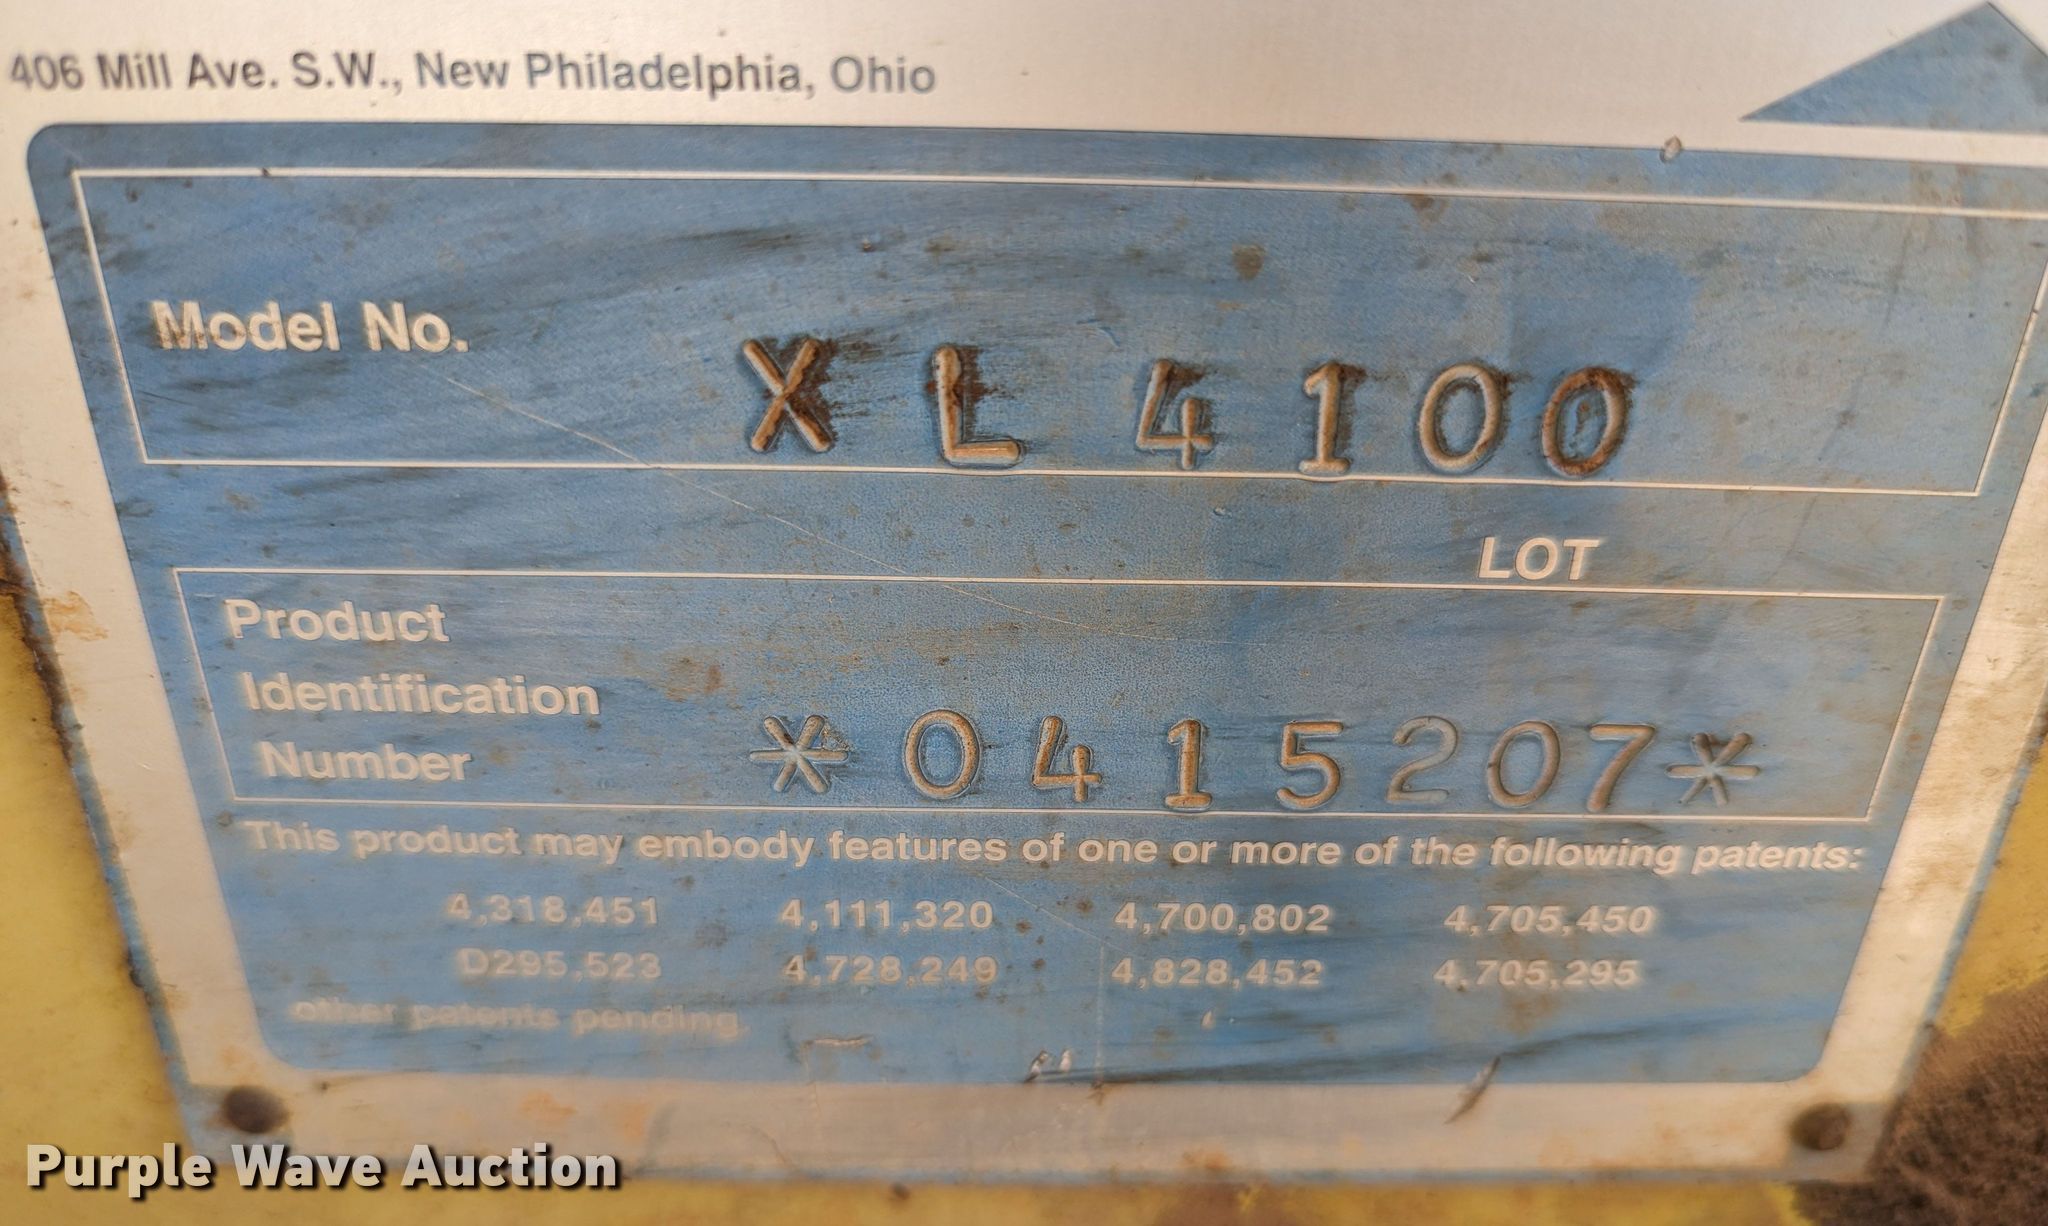 406 Mill Ave. S.W., New Philadelphia, Ohio
Model No. XL 4100
LOT
Product
Identification
Number *0415207*
This product may embody features of one or more of the following patents:
4,318,451 4,111,320 4,700,802 4,705,450
D295,523 4,728,249 4,828,452 4,705,295
other patents pending.
Purple Wave Auction